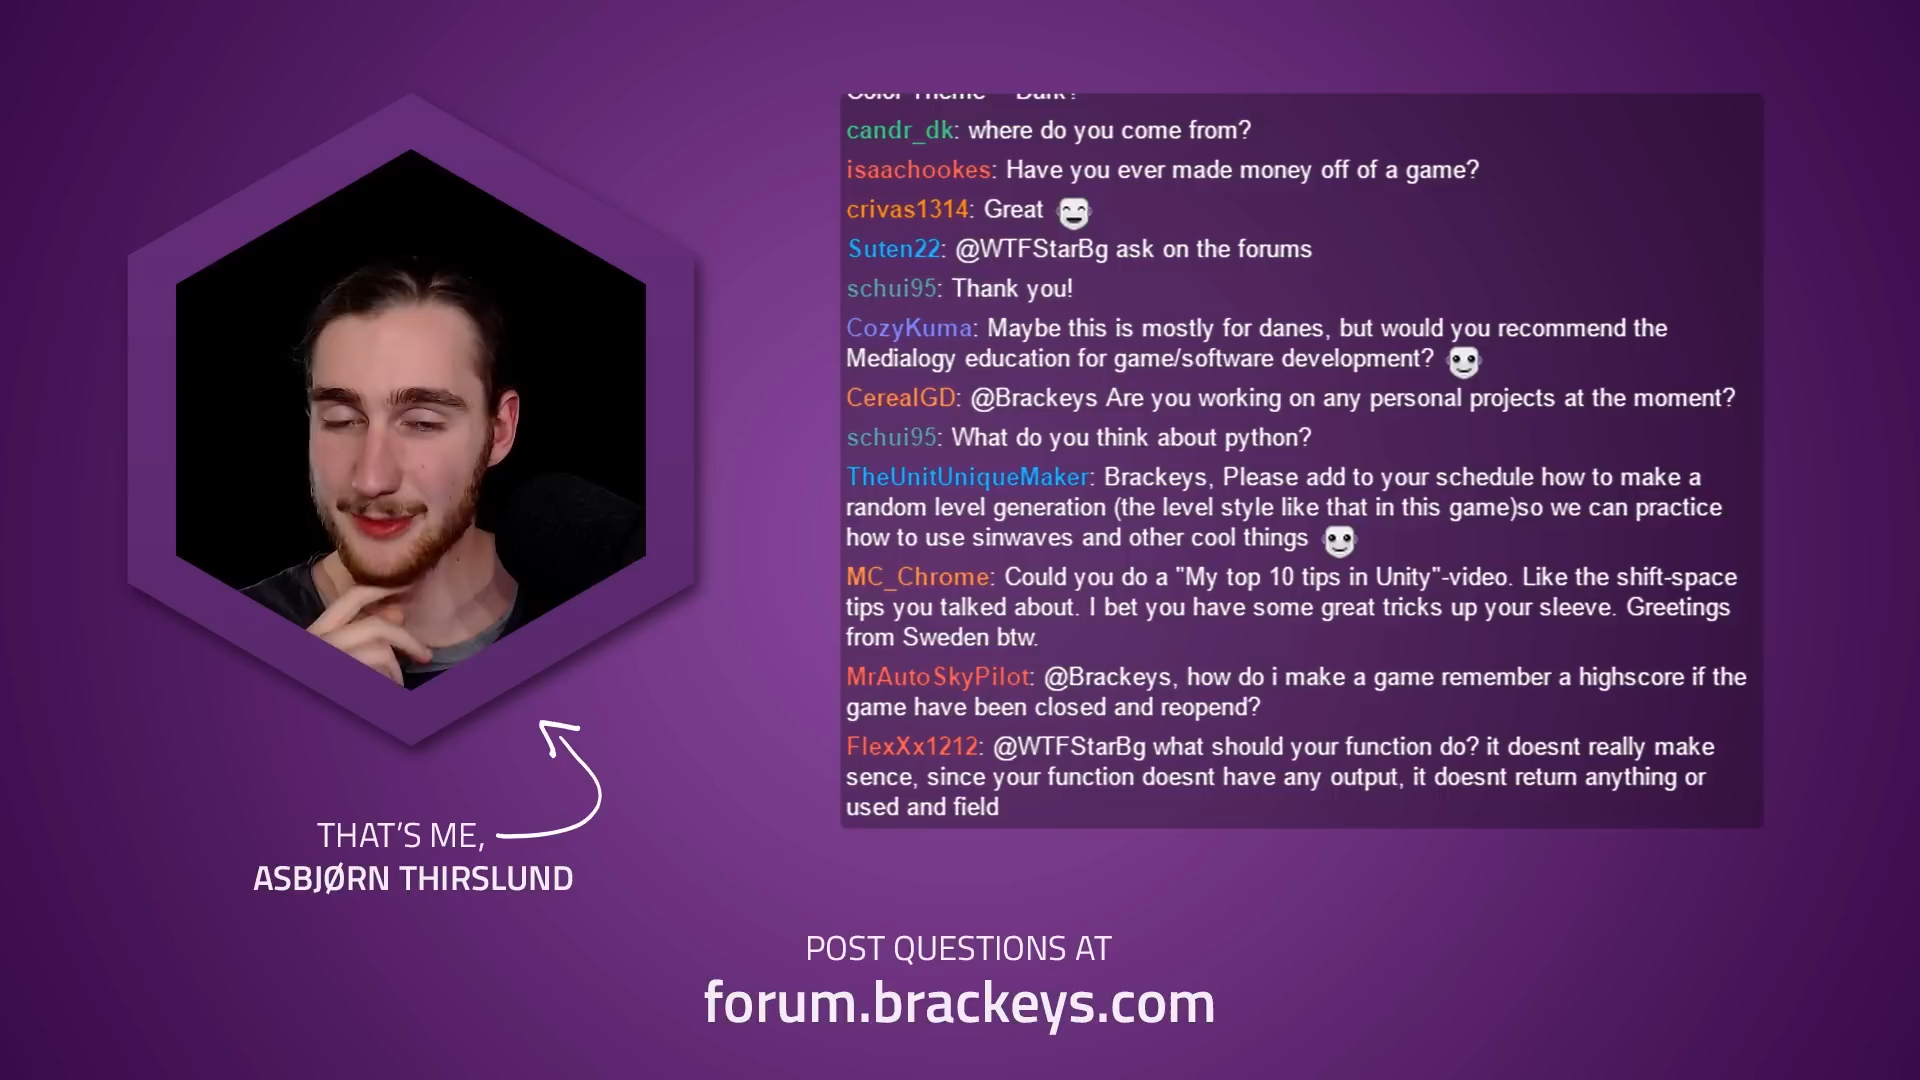 Color Theme - Dark?
candr_dk: where do you come from?
isaachookes: Have you ever made money off of a game?
crivas1314: Great
Suten22: @WTFStarBg ask on the forums
schui95: Thank you!
CozyKuma: Maybe this is mostly for danes, but would you recommend the
Medialogy education for game/software development?
CerealGD: @Brackeys Are you working on any personal projects at the moment?
schui95: What do you think about python?
TheUnitUniqueMaker: Brackeys, Please add to your schedule how to make a
random level generation (the level style like that in this game)so we can practice
how to use sinwaves and other cool things
MC_Chrome: Could you do a "My top 10 tips in Unity"-video. Like the shift-space
tips you talked about. I bet you have some great tricks up your sleeve. Greetings
from Sweden btw.
MrAutoSkyPilot: @Brackeys, how do i make a game remember a highscore if the
game have been closed and reopend?
FlexXx1212: @WTFStarBg what should your function do? it doesnt really make
sence, since your function doesnt have any output, it doesnt return anything or
used and field
THAT'S ME,
ASBJØRN THIRSLUND
POST QUESTIONS AT
forum.brackeys.com